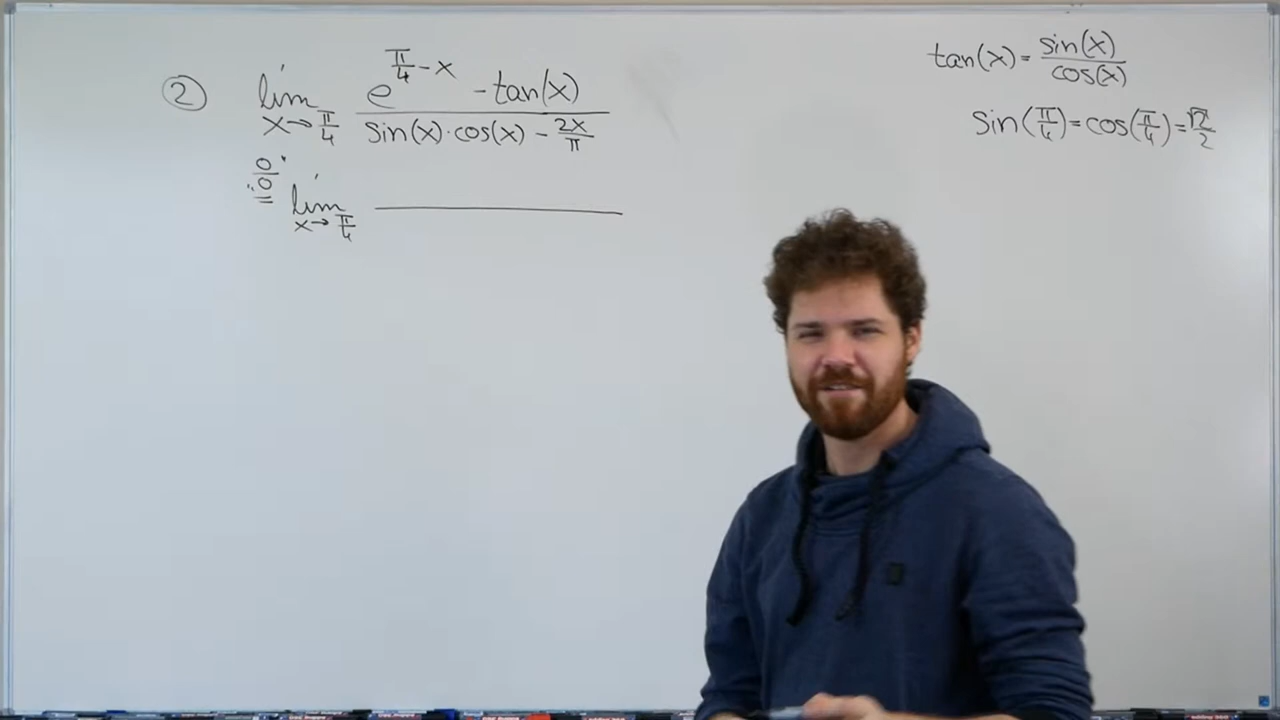 ② lim x→π/4 (e^(π/4 - x) - tan(x)) / (sin(x)·cos(x) - 2x/π)
"0/0" = lim x→π/4 ———
tan(x) = sin(x)/cos(x)
sin(π/4) = cos(π/4) = √2/2